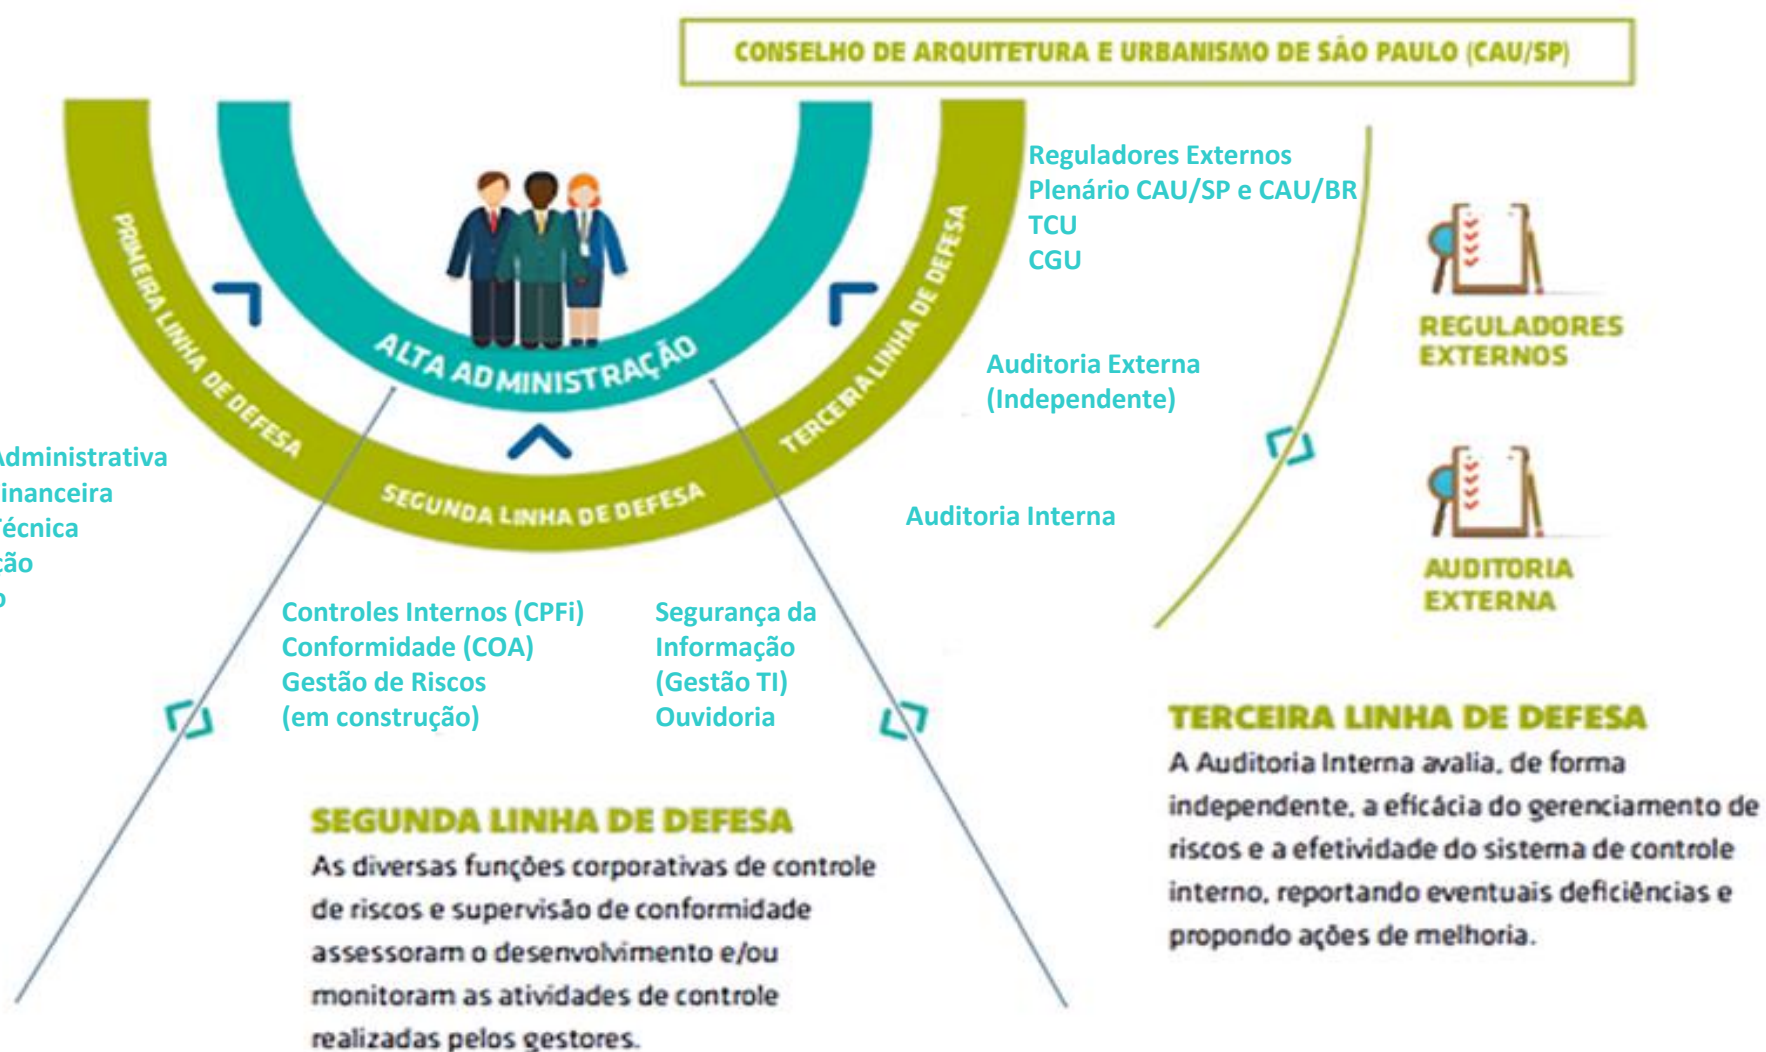 CONSELHO DE ARQUITETURA E URBANISMO DE SÃO PAULO (CAU/SP)
PRIMEIRA LINHA DE DEFESA
ALTA ADMINISTRAÇÃO
SEGUNDA LINHA DE DEFESA
TERCEIRA LINHA DE DEFESA
Reguladores Externos
Plenário CAU/SP e CAU/BR
TCU
CGU
REGULADORES
EXTERNOS
Auditoria Externa
(Independente)
Administrativa
inanceira
Técnica
ção
o
Auditoria Interna
AUDITORIA
EXTERNA
Controles Internos (CPFi)
Conformidade (COA)
Gestão de Riscos
(em construção)
Segurança da
Informação
(Gestão TI)
Ouvidoria
SEGUNDA LINHA DE DEFESA
As diversas funções corporativas de controle
de riscos e supervisão de conformidade
assessoram o desenvolvimento e/ou
monitoram as atividades de controle
realizadas pelos gestores.
TERCEIRA LINHA DE DEFESA
A Auditoria Interna avalia, de forma
independente, a eficácia do gerenciamento de
riscos e a efetividade do sistema de controle
interno, reportando eventuais deficiências e
propondo ações de melhoria.